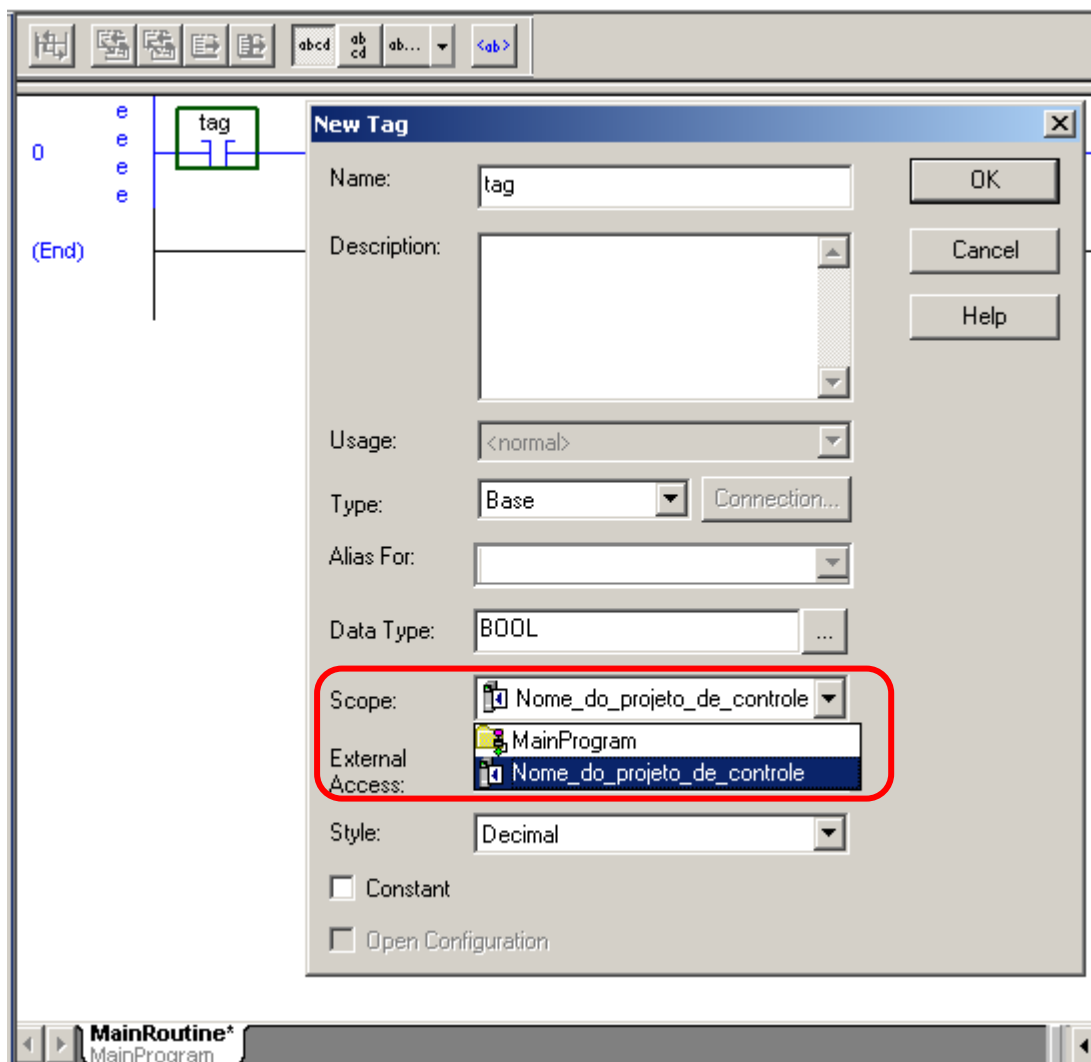 abcd ab cd ab... <ab>
e
e
e
e
0
tag
(End)
New Tag
Name: tag
OK
Description:
Cancel
Help
Usage: <normal>
Type: Base Connection...
Alias For:
Data Type: BOOL ...
Scope: Nome_do_projeto_de_controle
MainProgram
External Access:
Nome_do_projeto_de_controle
Style: Decimal
Constant
Open Configuration
MainRoutine*
MainProgram